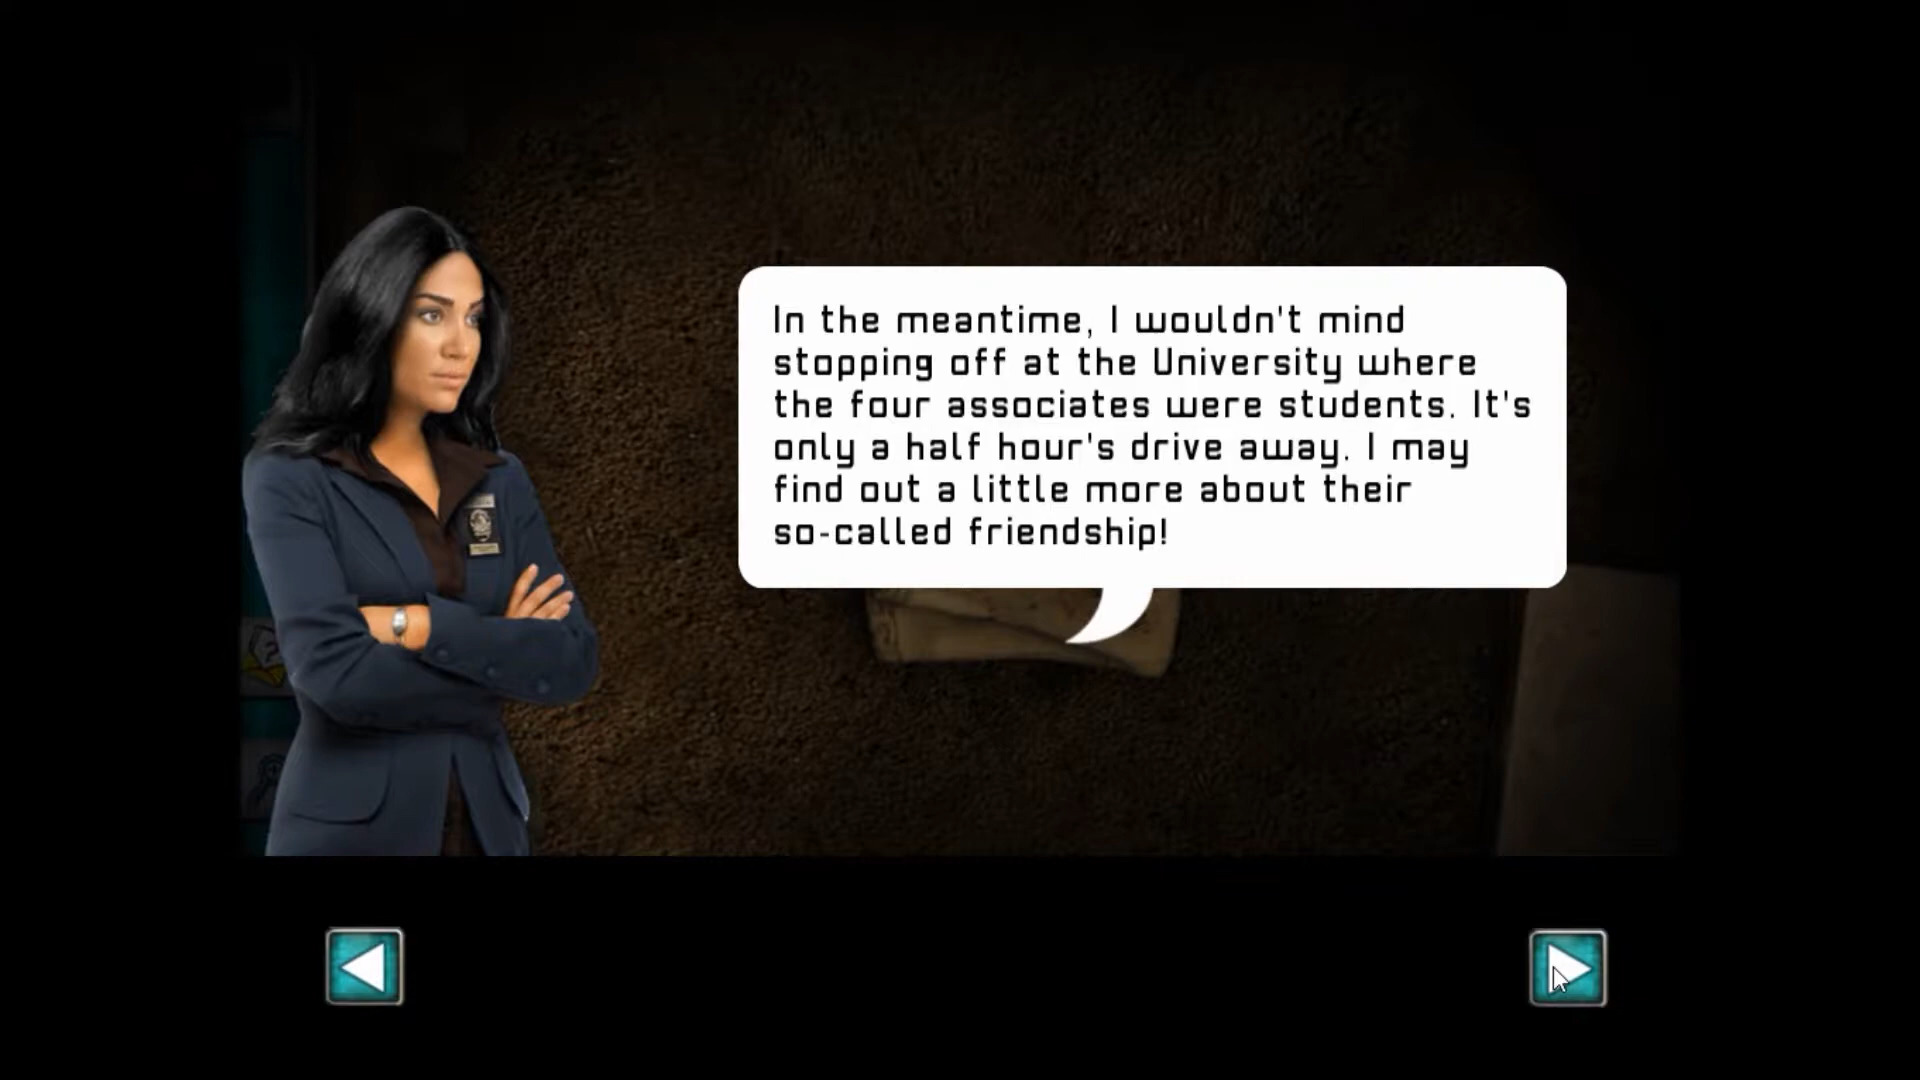 In the meantime, I wouldn't mind
stopping off at the University where
the four associates were students. It's
only a half hour's drive away. I may
find out a little more about their
so-called friendship!